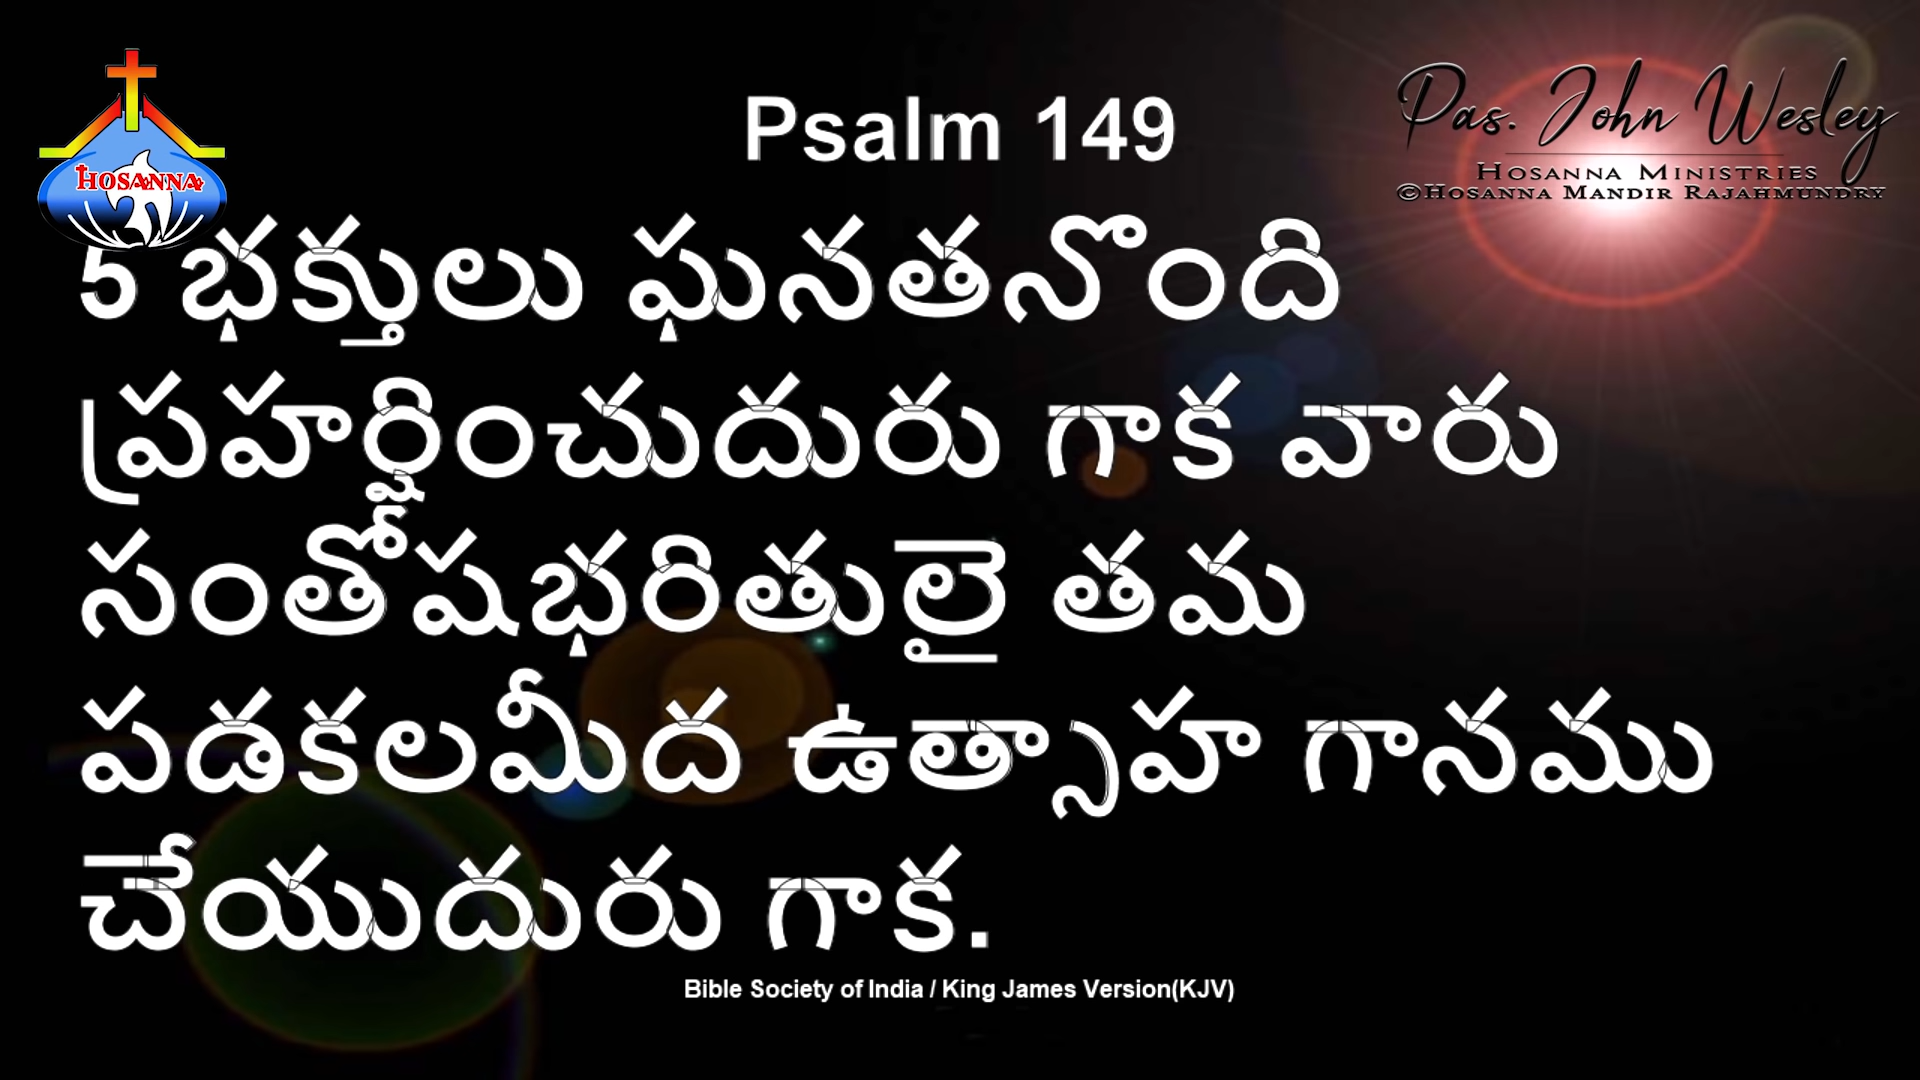 Psalm 149
Pas. John Wesley
HOSANNA MINISTRIES
©HOSANNA MANDIR RAJAHMUNDRY
HOSANNA
5 భక్తులు ఘనతనొంది
ప్రహర్షించుదురు గాక వారు
సంతోషభరితులై తమ
పడకలమీద ఉత్సాహ గానము
చేయుదురు గాక.
Bible Society of India / King James Version(KJV)